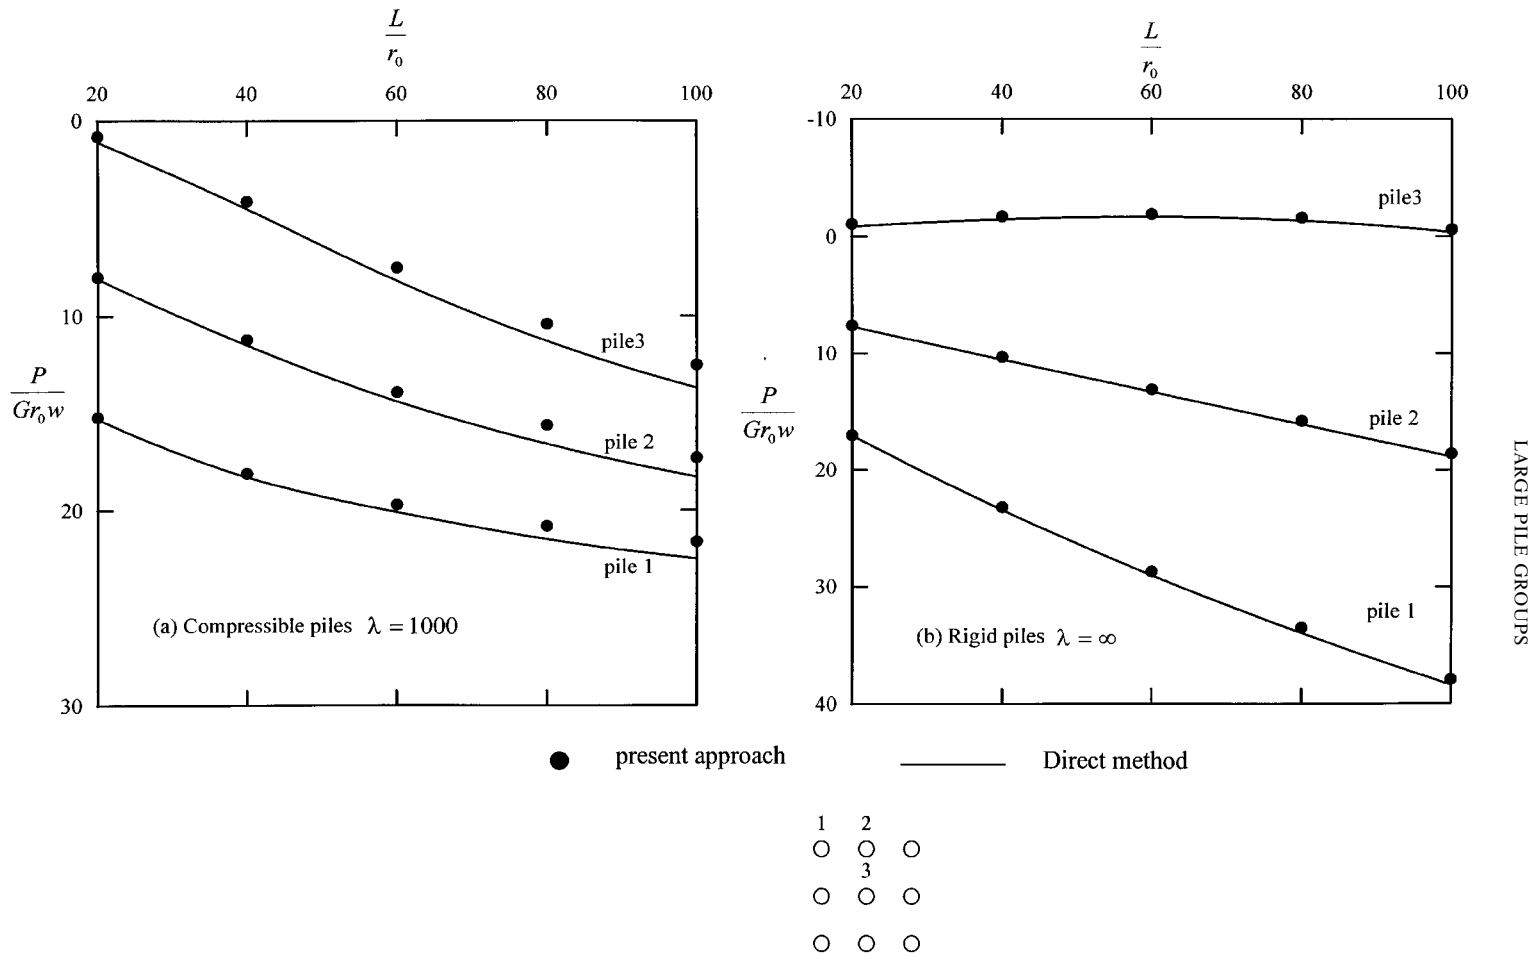 L
r₀
20 40 60 80 100
0
10
20
30
P
Gr₀w
pile3
pile 2
pile 1
(a) Compressible piles λ = 1000
L
r₀
20 40 60 80 100
-10
0
10
20
30
40
P
Gr₀w
pile3
pile 2
pile 1
(b) Rigid piles λ = ∞
present approach
Direct method
1 2
3
LARGE PILE GROUPS